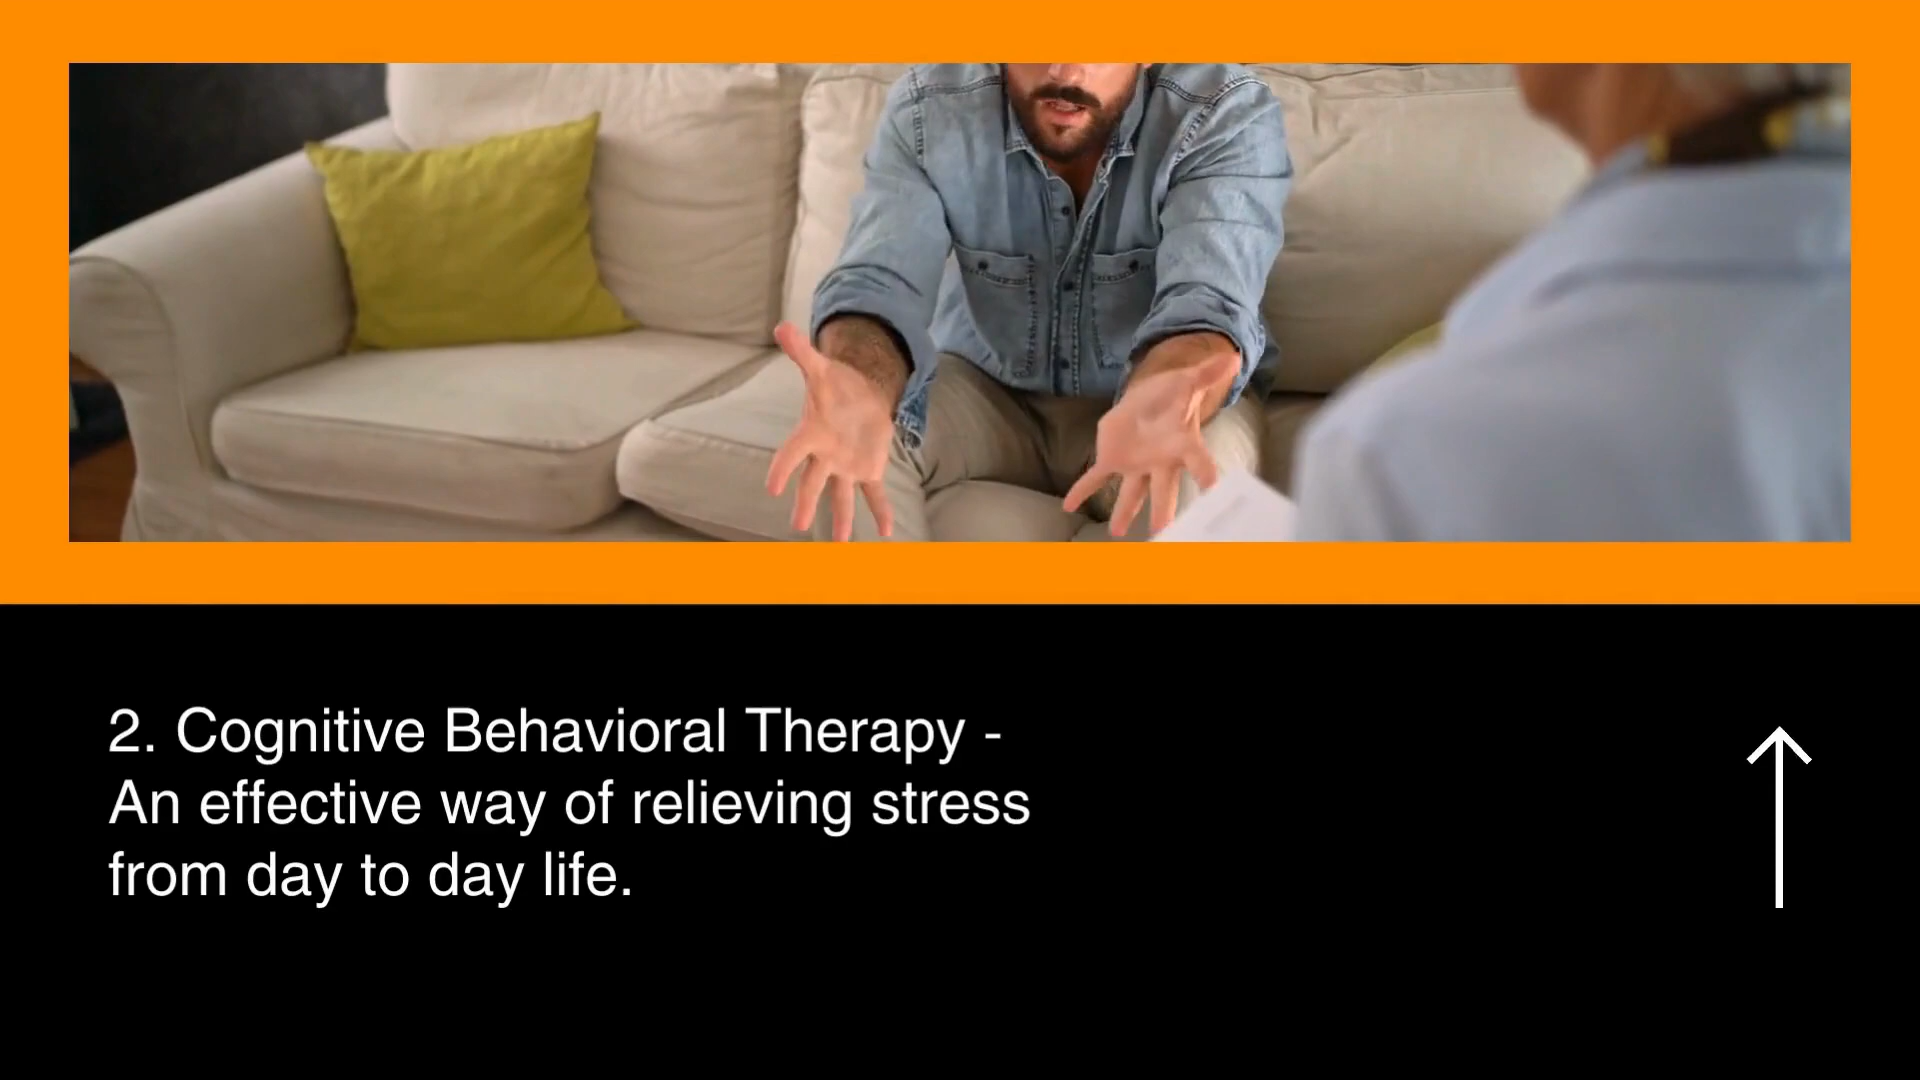 2. Cognitive Behavioral Therapy -
An effective way of relieving stress
from day to day life.